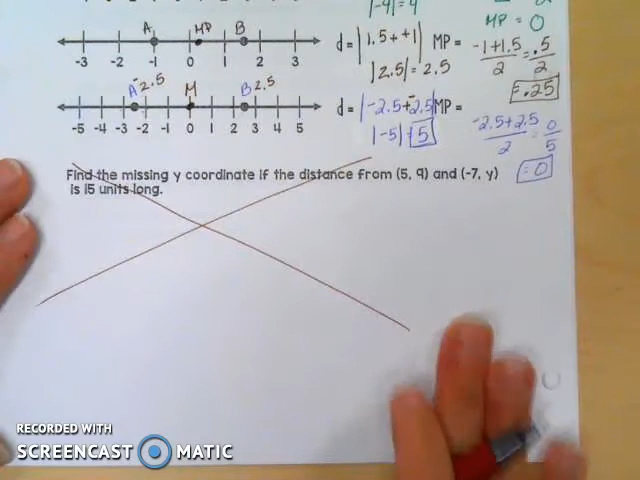 |-4| = 4
MP = 0
A MP B
-3 -2 -1 0 1 2 3
d = |1.5 + +1| MP = -1+1.5/2 = .5/2
|2.5| = 2.5
= .25
A -2.5 M B 2.5
-5 -4 -3 -2 -1 0 1 2 3 4 5
d = |-2.5+-2.5| MP = -2.5+2.5/2 = 0/5
|-5| = 5
= 0
Find the missing y coordinate if the distance from (5, 9) and (-7, y)
is 15 units long.
RECORDED WITH
SCREENCAST MATIC